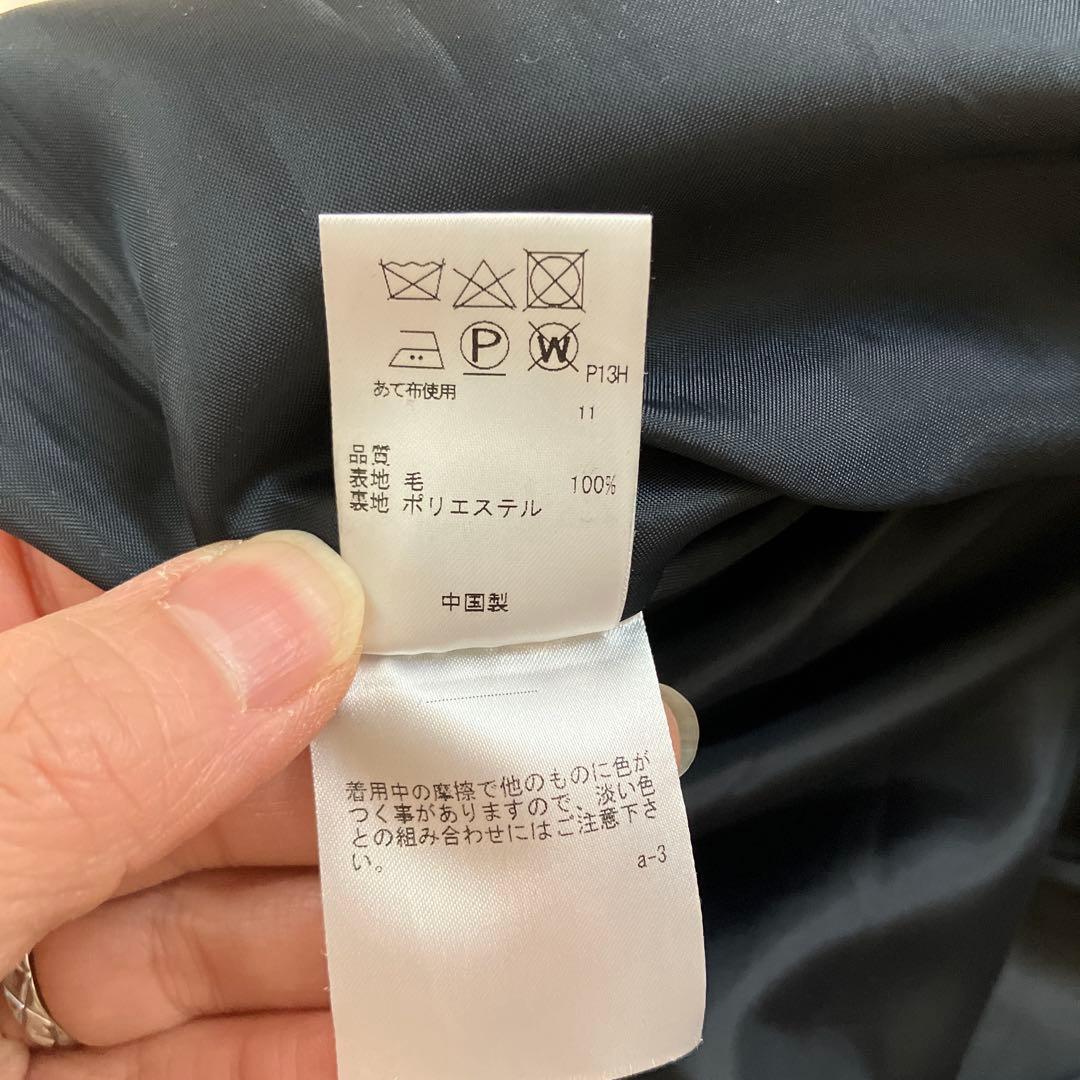 P W P13H
あて布使用
11
品質
表地 毛 100%
裏地 ポリエステル
中国製
着用中の摩擦で他のものに色が
つく事がありますので、淡い色
との組み合わせにはご注意下さ
い。
a-3